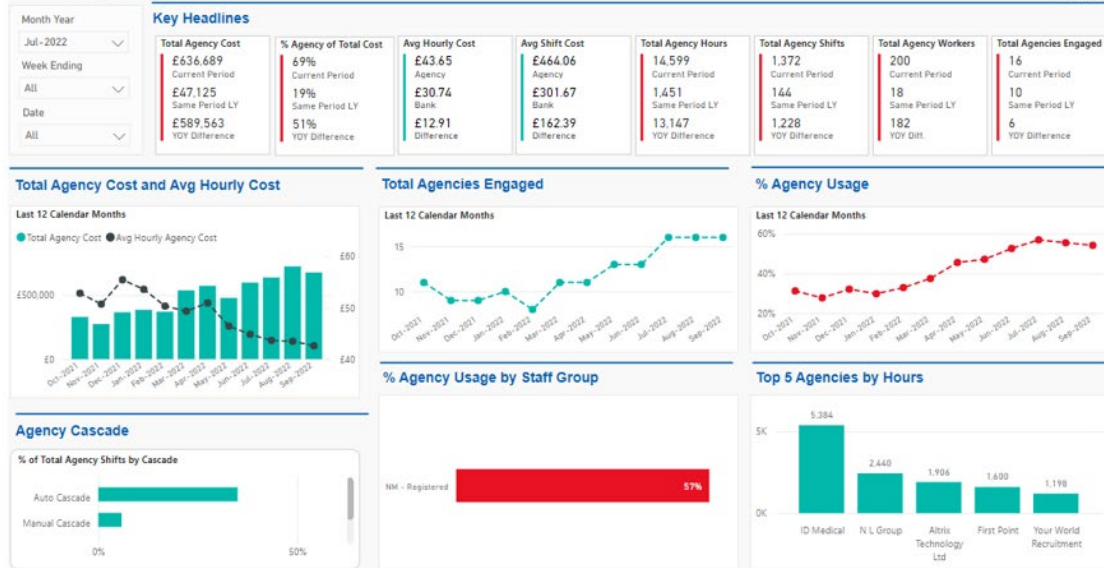 Month Year
Jul-2022
Week Ending
All
Date
All
Key Headlines
Total Agency Cost
£636,689
Current Period
£47,125
Same Period LY
£589,563
YOY Difference
% Agency of Total Cost
69%
Current Period
19%
Same Period LY
51%
YOY Difference
Avg Hourly Cost
£43.65
Agency
£30.74
Bank
£12.91
Difference
Avg Shift Cost
£464.06
Agency
£301.67
Bank
£162.39
Difference
Total Agency Hours
14,599
Current Period
1,451
Same Period LY
13,147
YOY Difference
Total Agency Shifts
1,372
Current Period
144
Same Period LY
1,228
YOY Difference
Total Agency Workers
200
Current Period
18
Same Period LY
182
YOY Diff.
Total Agencies Engaged
16
Current Period
10
Same Period LY
6
YOY Difference
Total Agency Cost and Avg Hourly Cost
Last 12 Calendar Months
Total Agency Cost Avg Hourly Agency Cost
£500,000
£0
£60
£50
£40
Oct-2021
Nov-2021
Dec-2021
Jan-2022
Feb-2022
Mar-2022
Apr-2022
May-2022
Jun-2022
Jul-2022
Aug-2022
Sep-2022
Total Agencies Engaged
Last 12 Calendar Months
15
10
Oct-2021
Nov-2021
Dec-2021
Jan-2022
Feb-2022
Mar-2022
Apr-2022
May-2022
Jun-2022
Jul-2022
Aug-2022
Sep-2022
% Agency Usage
Last 12 Calendar Months
60%
40%
20%
Oct-2021
Nov-2021
Dec-2021
Jan-2022
Feb-2022
Mar-2022
Apr-2022
May-2022
Jun-2022
Jul-2022
Aug-2022
Sep-2022
Agency Cascade
% of Total Agency Shifts by Cascade
Auto Cascade
Manual Cascade
0%
50%
% Agency Usage by Staff Group
NM - Registered
57%
Top 5 Agencies by Hours
5K
0K
5,384
2,440
1,906
1,600
1,198
ID Medical
N L Group
Altrix
Technology
Ltd
First Point
Your World
Recruitment